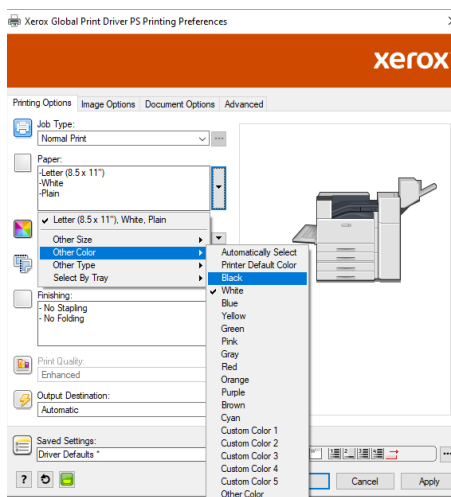 Xerox Global Print Driver PS Printing Preferences
xerox
Printing Options Image Options Document Options Advanced
Job Type:
Normal Print
Paper:
-Letter (8.5 x 11")
-White
-Plain
Letter (8.5 x 11"), White, Plain
Other Size
Other Color
Other Type
Select By Tray
Automatically Select
Printer Default Color
Black
White
Blue
Yellow
Green
Pink
Gray
Red
Orange
Purple
Brown
Cyan
Custom Color 1
Custom Color 2
Custom Color 3
Custom Color 4
Custom Color 5
Other Color
Finishing:
- No Stapling
- No Folding
Print Quality:
Enhanced
Output Destination:
Automatic
Saved Settings:
Driver Defaults *
?
Cancel
Apply